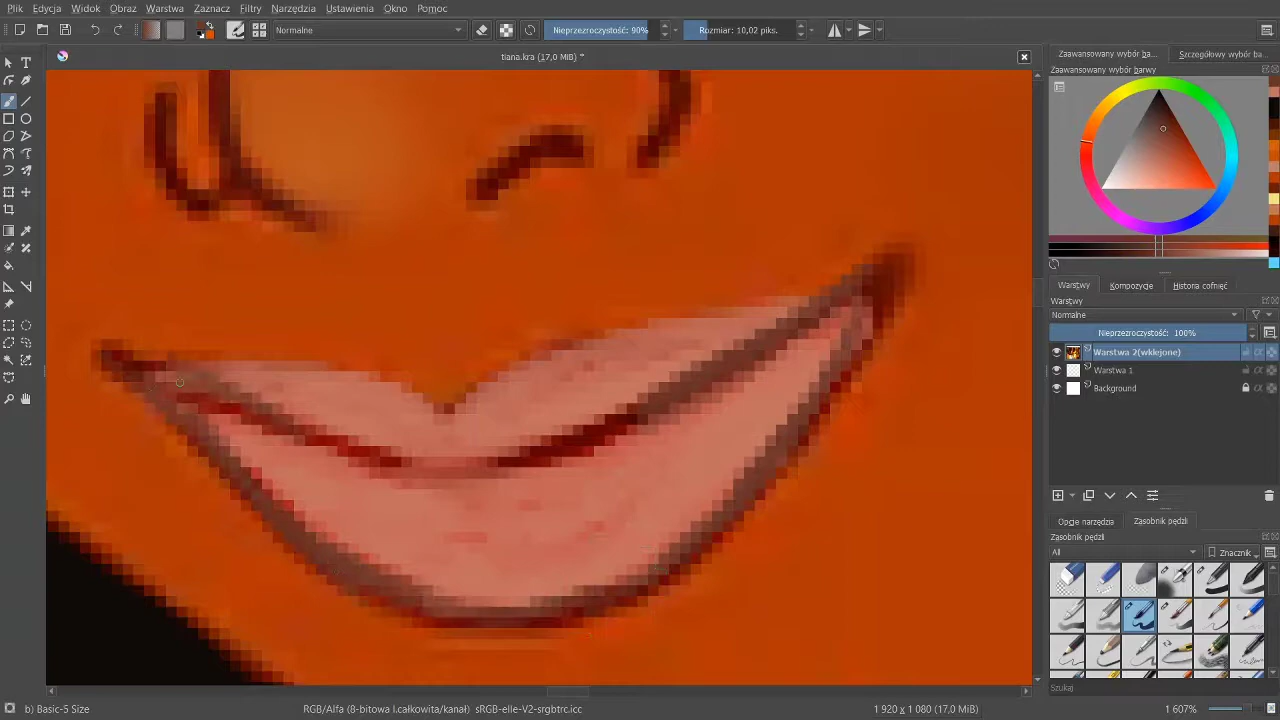 Plik Edycja Widok Obraz Warstwa Zaznacz Filtry Narzędzia Ustawienia Okno Pomoc
Normalne
Nieprzezroczystość: 90%
Rozmiar: 10,02 piks.
tiana.kra (17,0 MiB) *
Zaawansowany wybór ba...
Szczegółowy wybór ba...
Zaawansowany wybór barwy
Warstwy
Kompozycje
Historia cofnięć
Warstwy
Normalne
Nieprzezroczystość: 100%
Warstwa 2(wklejone)
Warstwa 1
Background
Opcje narzędzia
Zasobnik pędzli
Zasobnik pędzli
All
Znacznik
Szukaj
b) Basic-5 Size
RGB/Alfa (8-bitowa l.całkowita/kanał) sRGB-elle-V2-srgbtrc.icc
1 920 x 1 080 (17,0 MiB)
1 607%